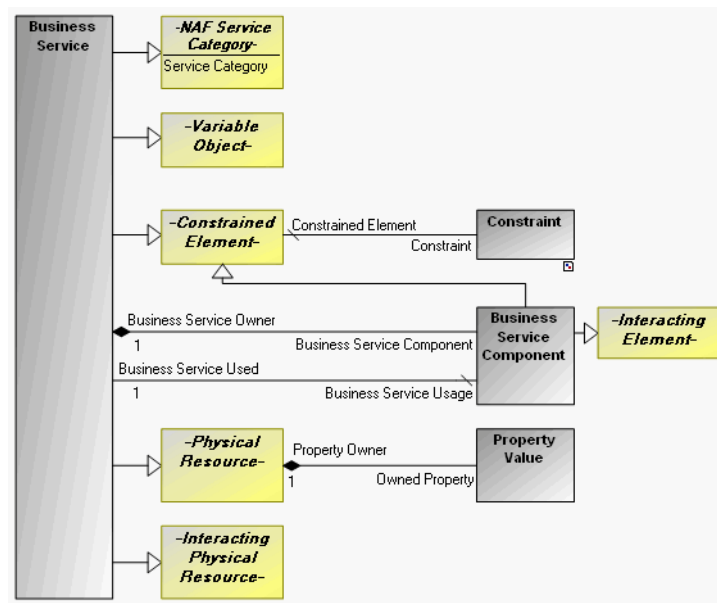 Business
Service
-NAF Service
Category-
Service Category
-Variable
Object-
-Constrained
Element-
Constrained Element
Constraint
Constraint
Business Service Owner
1
Business Service Component
Business
Service
Component
-Interacting
Element-
Business Service Used
1
Business Service Usage
-Physical
Resource-
Property Owner
1
Owned Property
Property
Value
-Interacting
Physical
Resource-